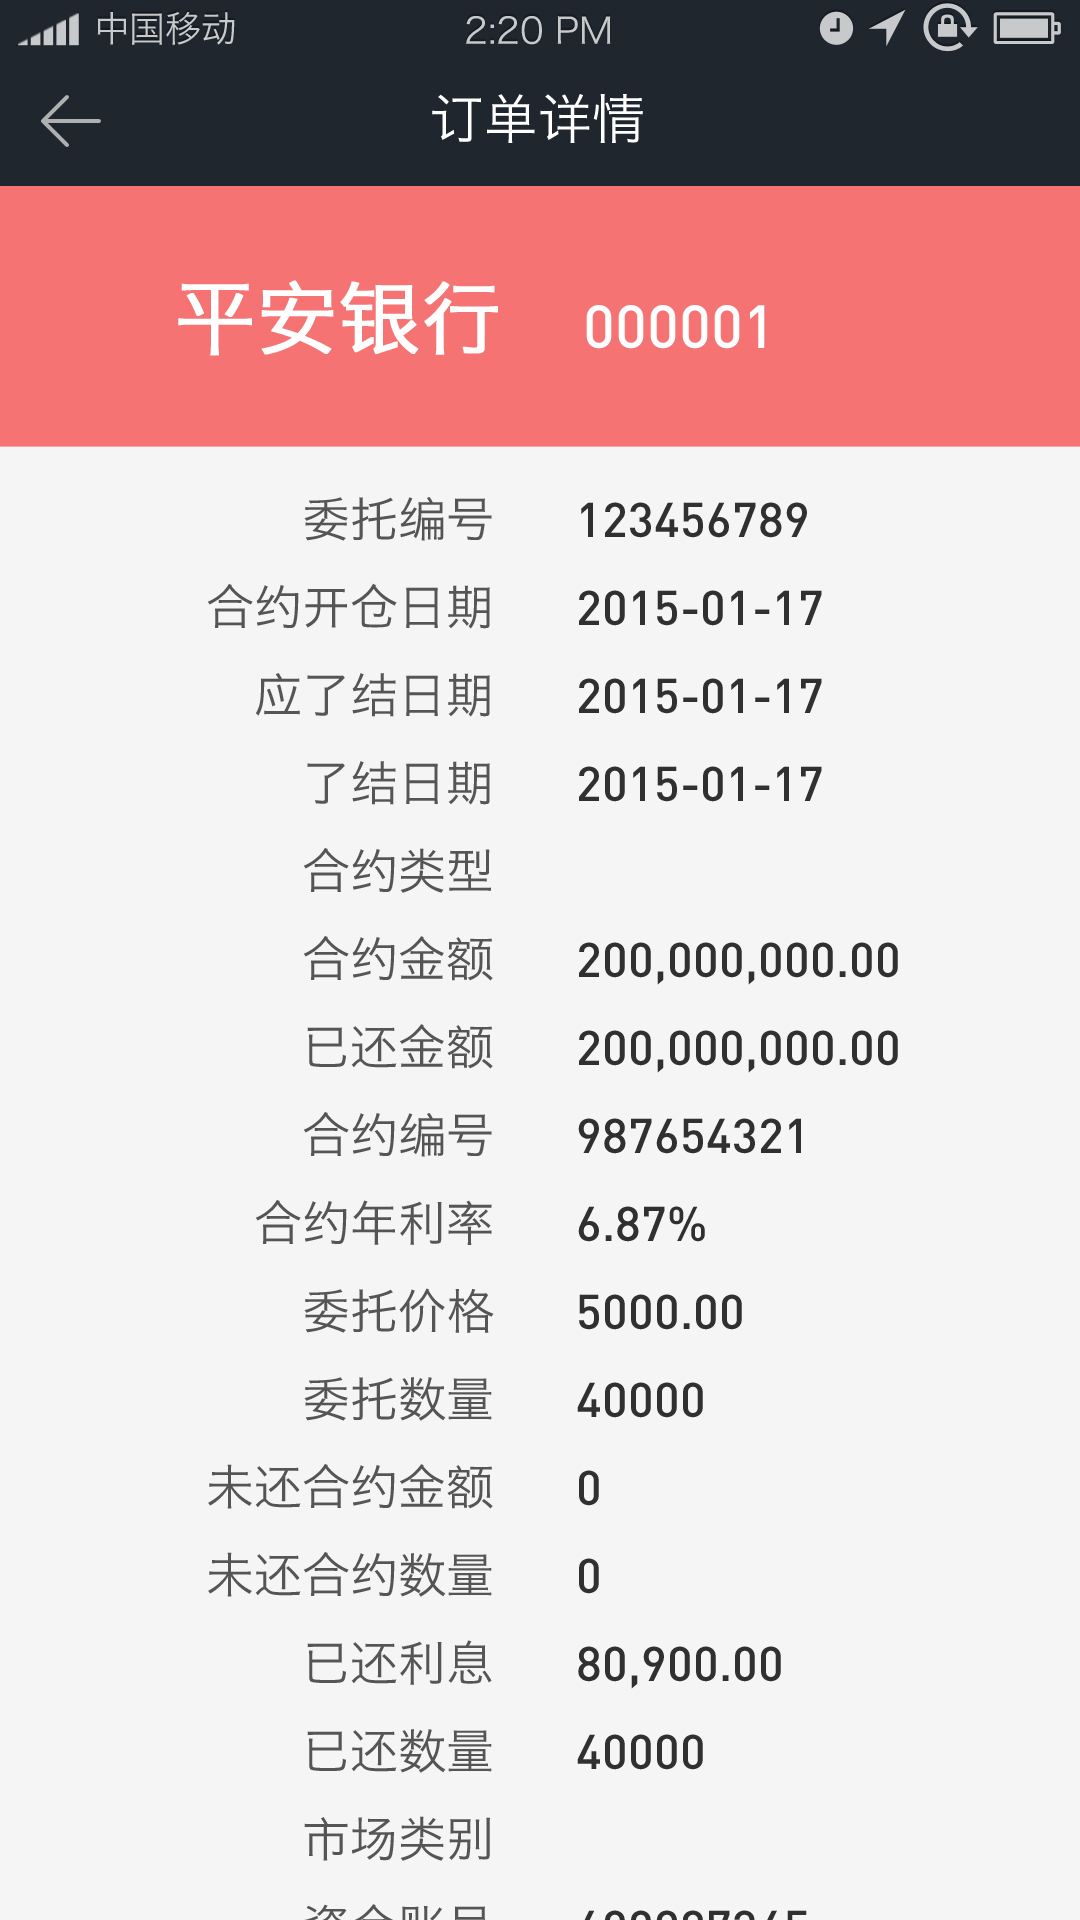 中国移动 2:20 PM
订单详情
平安银行 000001
委托编号 123456789
合约开仓日期 2015-01-17
应了结日期 2015-01-17
了结日期 2015-01-17
合约类型
合约金额 200,000,000.00
已还金额 200,000,000.00
合约编号 987654321
合约年利率 6.87%
委托价格 5000.00
委托数量 40000
未还合约金额 0
未还合约数量 0
已还利息 80,900.00
已还数量 40000
市场类别
资金账号